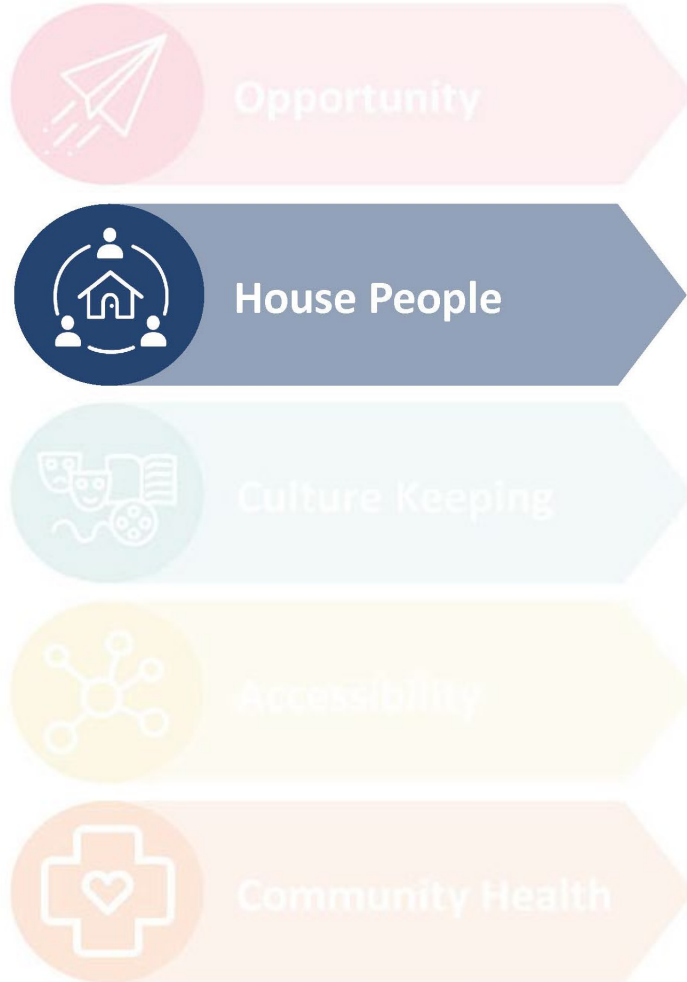 Opportunity
House People
Culture Keeping
Accessibility
Community Health